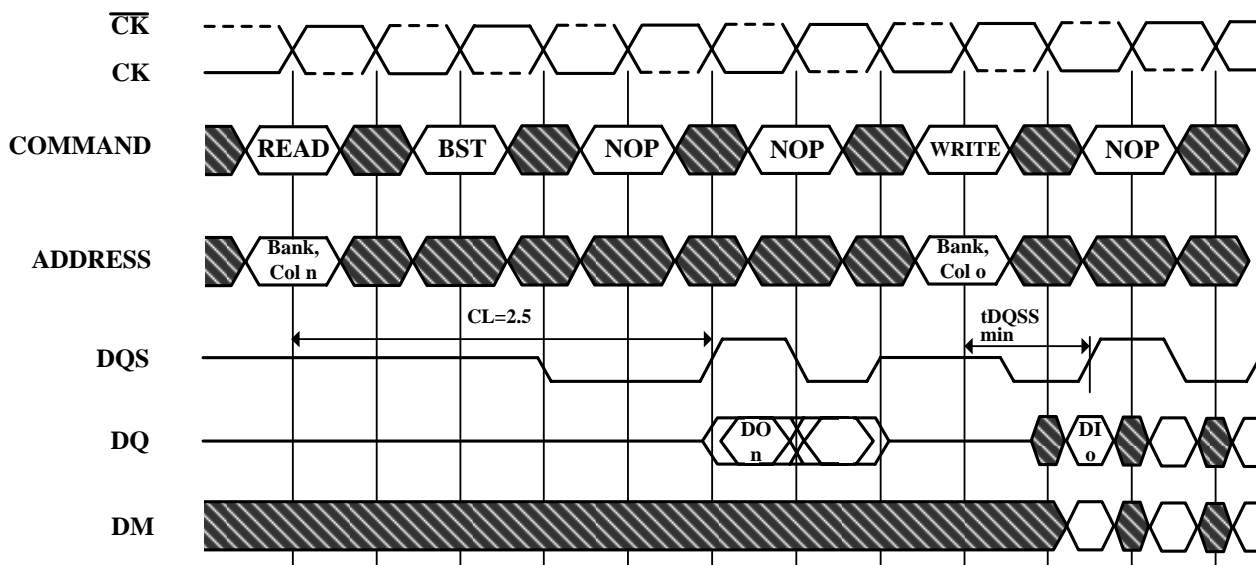 CK
CK
COMMAND
READ
BST
NOP
NOP
WRITE
NOP
ADDRESS
Bank,
Col n
Bank,
Col o
CL=2.5
tDQSS
min
DQS
DQ
DO
n
DI
o
DM